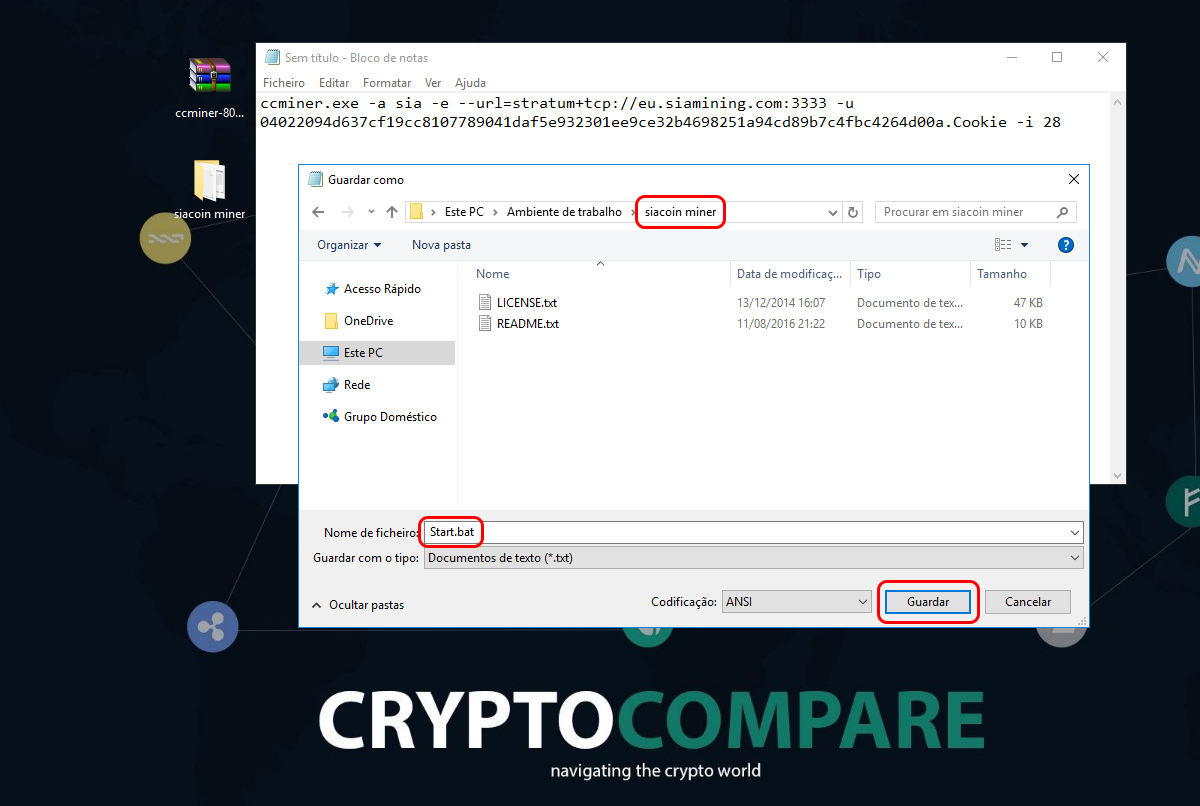 ccminer-80...
siacoin miner
Sem título - Bloco de notas
Ficheiro Editar Formatar Ver Ajuda
ccminer.exe -a sia -e --url=stratum+tcp://eu.siamining.com:3333 -u
04022094d637cf19cc8107789041daf5e932301ee9ce32b4698251a94cd89b7c4fbc4264d00a.Cookie -i 28
Guardar como
Este PC > Ambiente de trabalho > siacoin miner
Procurar em siacoin miner
Organizar Nova pasta
Nome Data de modificaç... Tipo Tamanho
Acesso Rápido
OneDrive
Este PC
Rede
Grupo Doméstico
LICENSE.txt 13/12/2014 16:07 Documento de tex... 47 KB
README.txt 11/08/2016 21:22 Documento de tex... 10 KB
Nome de ficheiro: Start.bat
Guardar com o tipo: Documentos de texto (*.txt)
Ocultar pastas Codificação: ANSI Guardar Cancelar
CRYPTOCOMPARE
navigating the crypto world